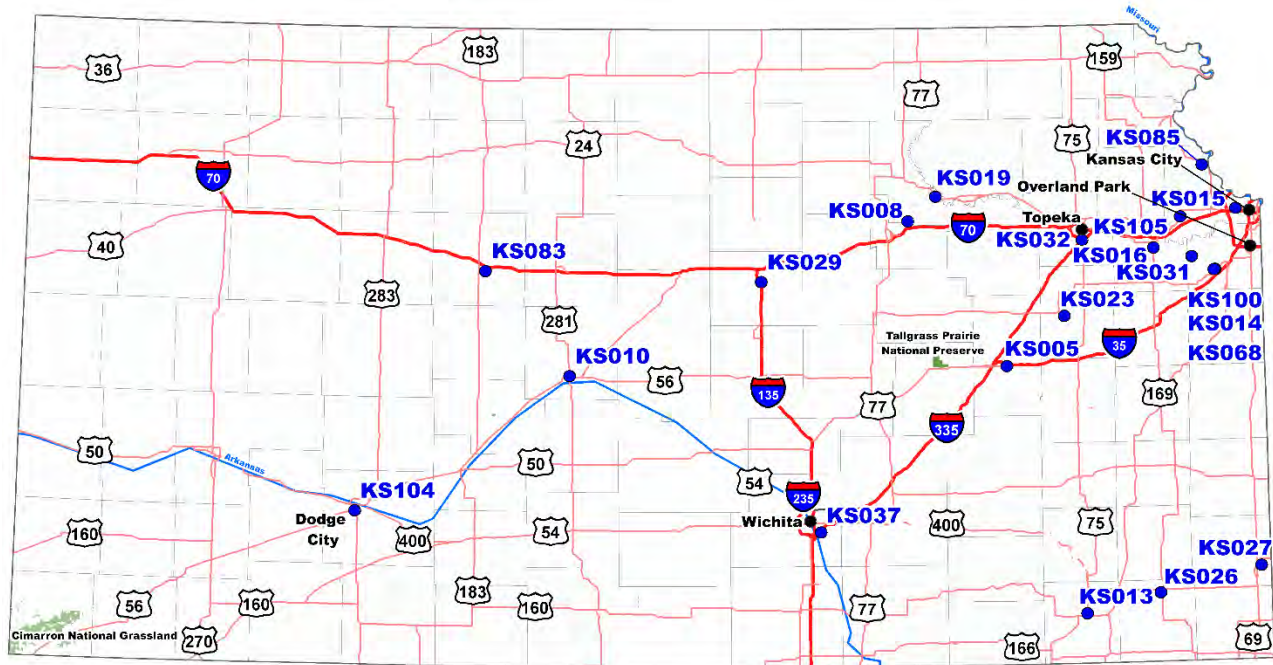 Missouri
36
183
159
77
24
75
KS085
Kansas City
70
KS019
Overland Park
KS015
KS008
Topeka
KS105
70
40
KS032
KS016
KS083
KS029
KS031
283
KS023
KS100
281
KS014
Tallgrass Prairie
National Preserve
35
KS010
KS005
KS068
56
135
77
169
335
50
Arkansas
50
54
KS104
235
Dodge
City
Wichita
KS037
160
400
54
400
75
KS027
183
KS026
56
160
160
77
KS013
Cimarron National Grassland
270
166
69